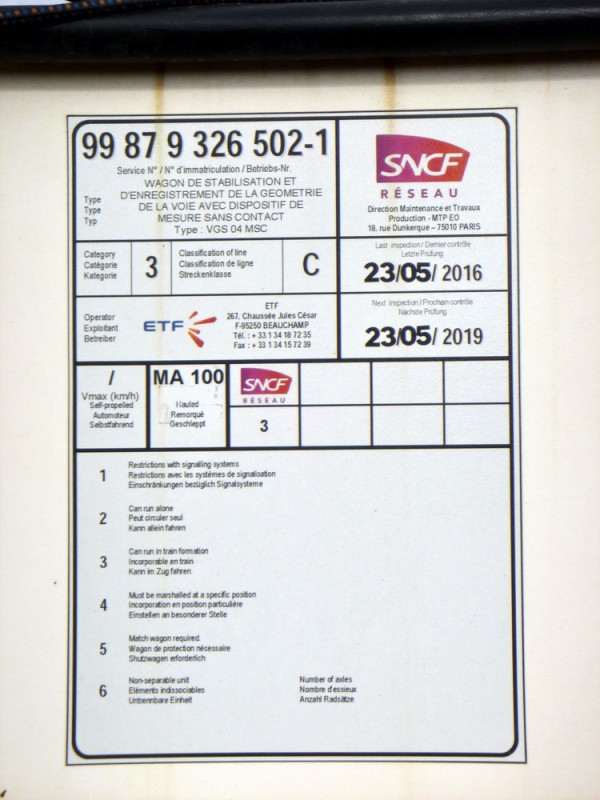 99 87 9 326 502-1
Service N° / N° d'immatriculation / Betriebs-Nr.
Type
Type
Typ
WAGON DE STABILISATION ET
D'ENREGISTREMENT DE LA GEOMETRIE
DE LA VOIE AVEC DISPOSITIF DE
MESURE SANS CONTACT
Type : VGS 04 MSC
SNCF
RÉSEAU
Direction Maintenance et Travaux
Production - MTP EO
18, rue Dunkerque – 75010 PARIS
Category
Catégorie
Kategorie
3
Classification of line
Classification de ligne
Streckenklasse
C
Last inspection / Dernier contrôle
Letzte Prüfung
23/05/ 2016
Operator
Exploitant
Betreiber
ETF
ETF
267, Chaussée Jules César
F-95250 BEAUCHAMP
Tél. : + 33 1 34 18 72 35
Fax : + 33 1 34 15 72 39
Next inspection / Prochain contrôle
Nächste Prüfung
23/05/ 2019
/
Vmax (km/h)
Self-propelled
Automoteur
Selbstfahrend
MA 100
Hauled
Remorqué
Geschleppt
SNCF
RÉSEAU
3
1
Restrictions with signalling systems
Restrictions avec les systèmes de signalisation
Einschränkungen bezüglich Signalsysteme
2
Can run alone
Peut circuler seul
Kann allein fahren
3
Can run in train formation
Incorporable en train
Kann im Zug fahren
4
Must be marshalled at a specific position
Incorporation en position particulière
Einstellen an besonderer Stelle
5
Match wagon required.
Wagon de protection nécessaire
Shutzwagen erforderlich
6
Non-separable unit
Eléments indissociables
Untrennbare Einheit
Number of axles
Nombre d'essieux
Anzahl Radsätze